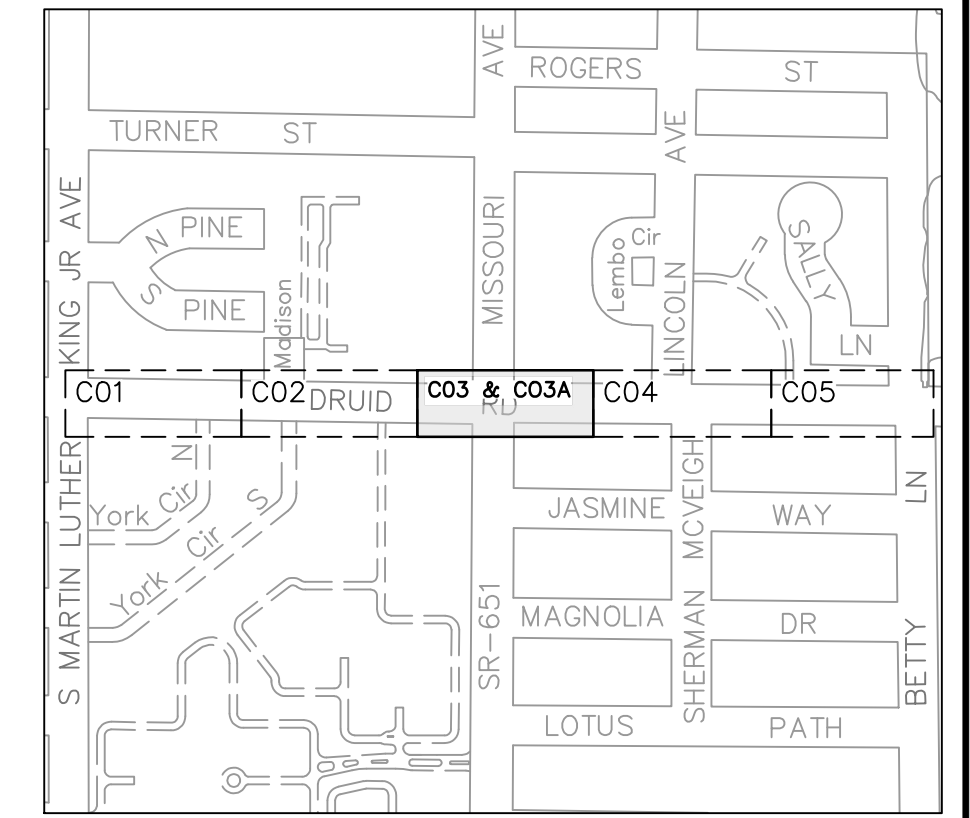 AVE
ROGERS ST
TURNER ST
AVE
S MARTIN LUTHER KING JR AVE
N PINE
S PINE
Madison
MISSOURI
Lembo Cir
LINCOLN
SALLY LN
C01
C02
C03 & C03A
C04
C05
DRUID RD
York Cir N
York Cir S
JASMINE WAY
SHERMAN MCVEIGH
BETTY LN
SR-651
MAGNOLIA DR
LOTUS PATH